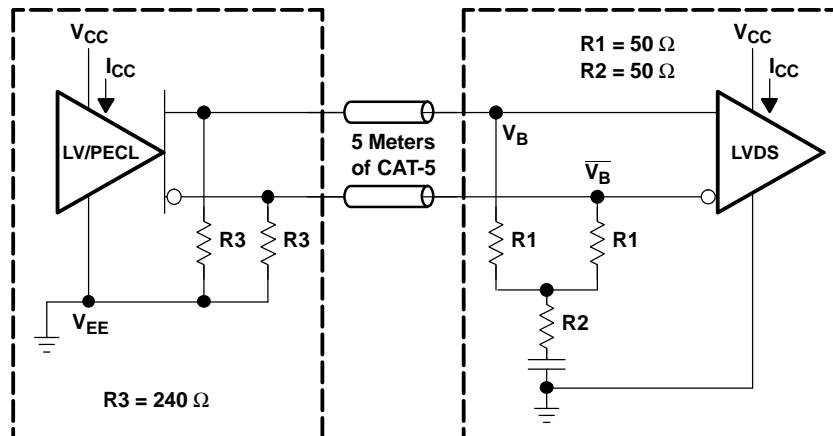 V_CC
I_CC
LV/PECL
R3
R3
V_EE
R3 = 240 Ω
5 Meters
of CAT-5
R1 = 50 Ω
R2 = 50 Ω
V_CC
I_CC
V_B
V̅_B̅
LVDS
R1
R1
R2